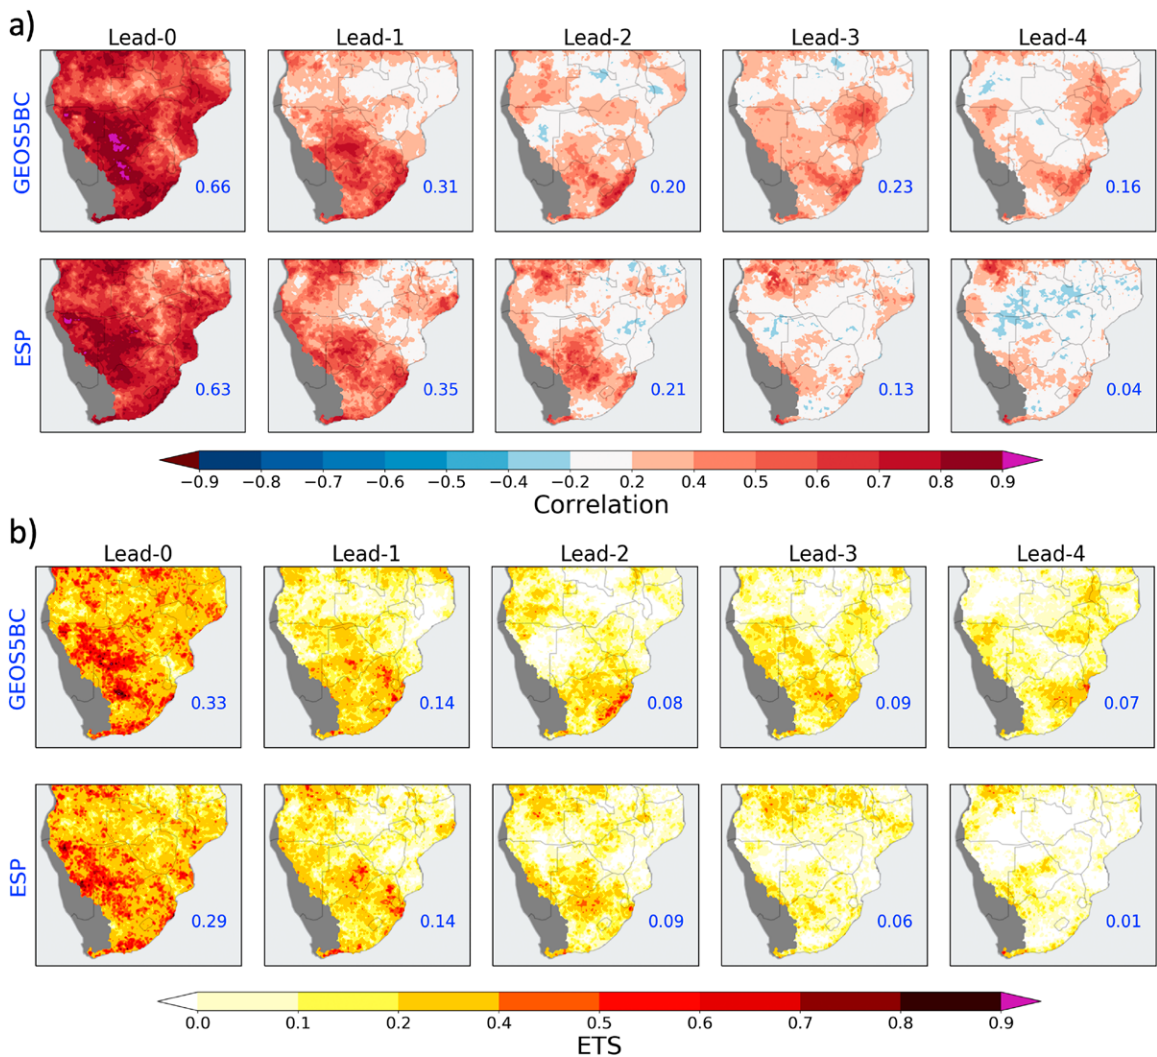 a)
Lead-0 Lead-1 Lead-2 Lead-3 Lead-4
GEOS5BC
0.66 0.31 0.20 0.23 0.16
ESP
0.63 0.35 0.21 0.13 0.04
−0.9 −0.8 −0.7 −0.6 −0.5 −0.4 −0.2 0.2 0.4 0.5 0.6 0.7 0.8 0.9
Correlation
b)
Lead-0 Lead-1 Lead-2 Lead-3 Lead-4
GEOS5BC
0.33 0.14 0.08 0.09 0.07
ESP
0.29 0.14 0.09 0.06 0.01
0.0 0.1 0.2 0.4 0.5 0.6 0.7 0.8 0.9
ETS